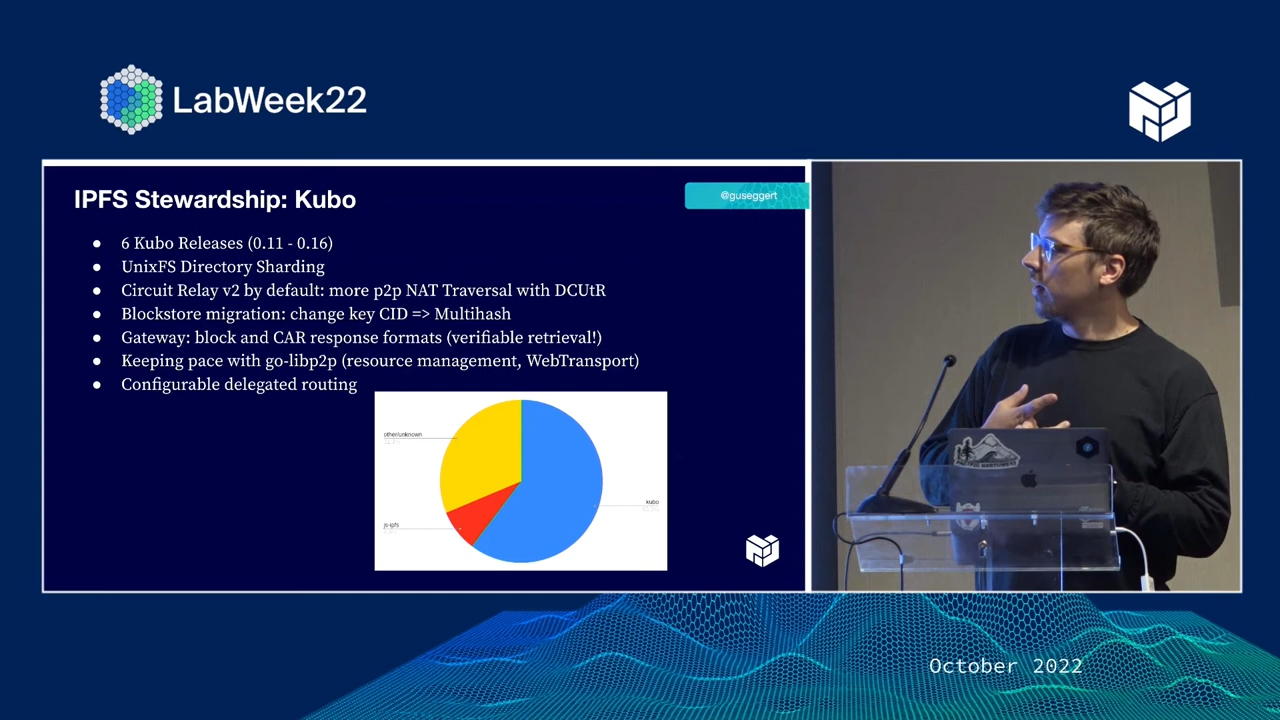 LabWeek22
IPFS Stewardship: Kubo
@guseggert
● 6 Kubo Releases (0.11 - 0.16)
● UnixFS Directory Sharding
● Circuit Relay v2 by default: more p2p NAT Traversal with DCUtR
● Blockstore migration: change key CID => Multihash
● Gateway: block and CAR response formats (verifiable retrieval!)
● Keeping pace with go-libp2p (resource management, WebTransport)
● Configurable delegated routing
other/unknown
kubo
js-ipfs
PACIFIC NORTHWEST
October 2022